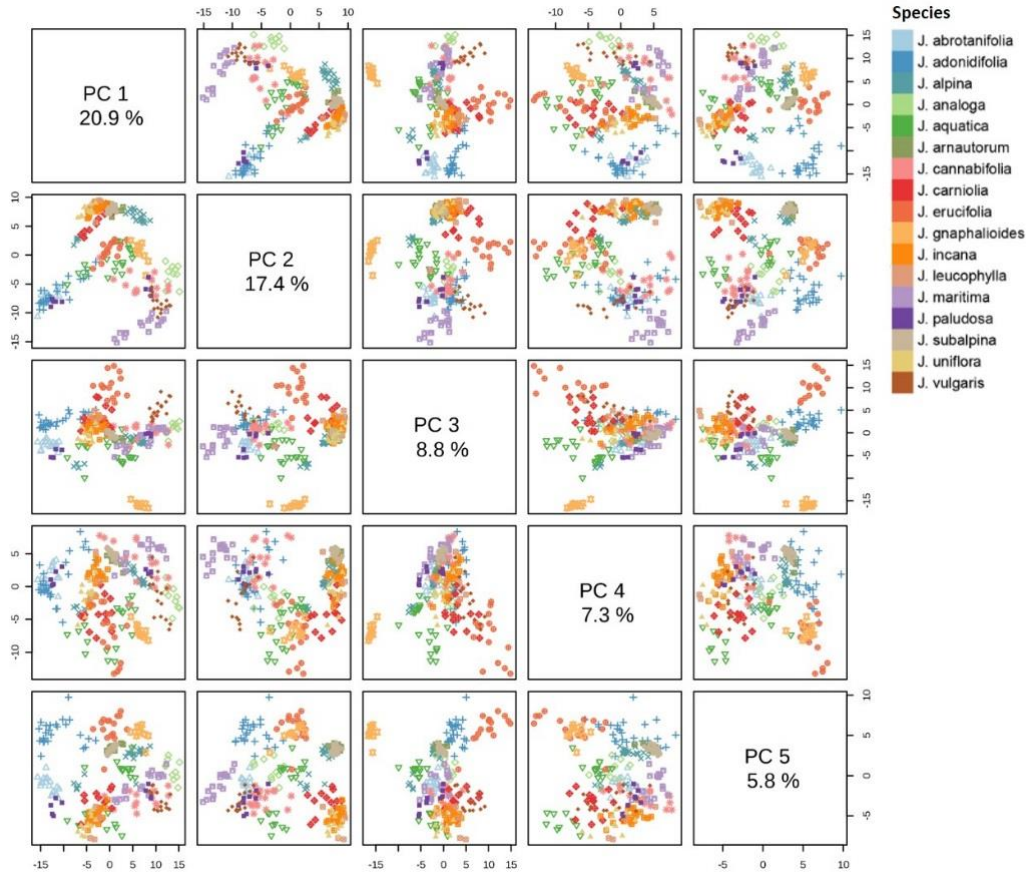 -15 -10 -5 0 5 10
-10 -5 0 5
Species
J. abrotanifolia
J. adonidifolia
J. alpina
J. analoga
J. aquatica
J. arnautorum
J. cannabifolia
J. carniolia
J. erucifolia
J. gnaphalioides
J. incana
J. leucophylla
J. maritima
J. paludosa
J. subalpina
J. uniflora
J. vulgaris
PC 1
20.9 %
15
10
5
0
-5
-10
-15
10
5
0
-5
-10
-15
PC 2
17.4 %
PC 3
8.8 %
15
10
5
0
-5
-15
5
0
-5
-10
PC 4
7.3 %
PC 5
5.8 %
10
5
0
-5
-15 -5 0 5 10 15
-15 -10 -5 0 5 10 15
-5 0 5 10